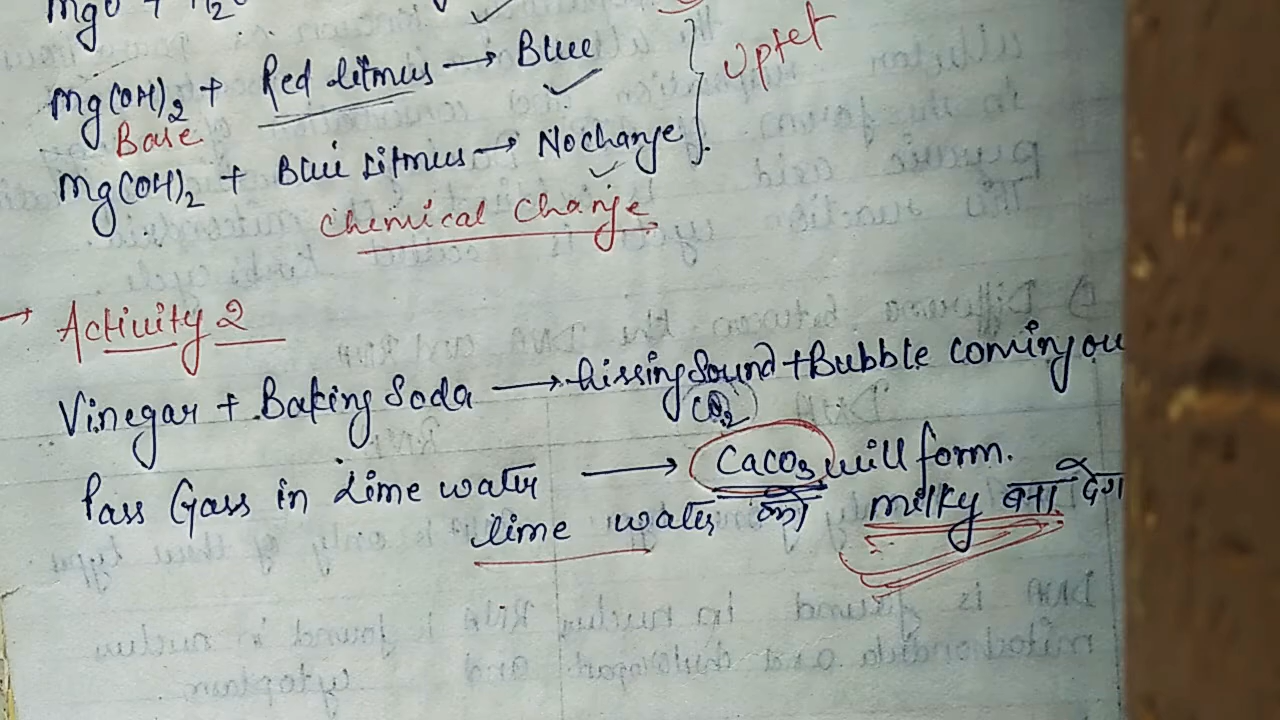 Mg(OH)2 + Red litmus → Blue
Base
Mg(OH)2 + Blue Litmus → No change
Chemical Change
→ Activity 2
Vinegar + Baking Soda → hissing Sound + Bubble coming ou
CO2
Pass Gass in Lime water → CaCO3 will form.
lime water को milky बना देगा